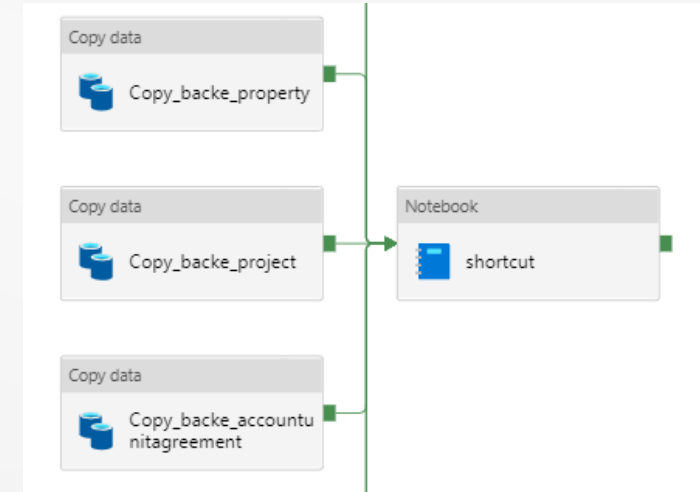 Copy data
Copy_backe_property
Copy data
Copy_backe_project
Notebook
shortcut
Copy data
Copy_backe_accountu
nitagreement